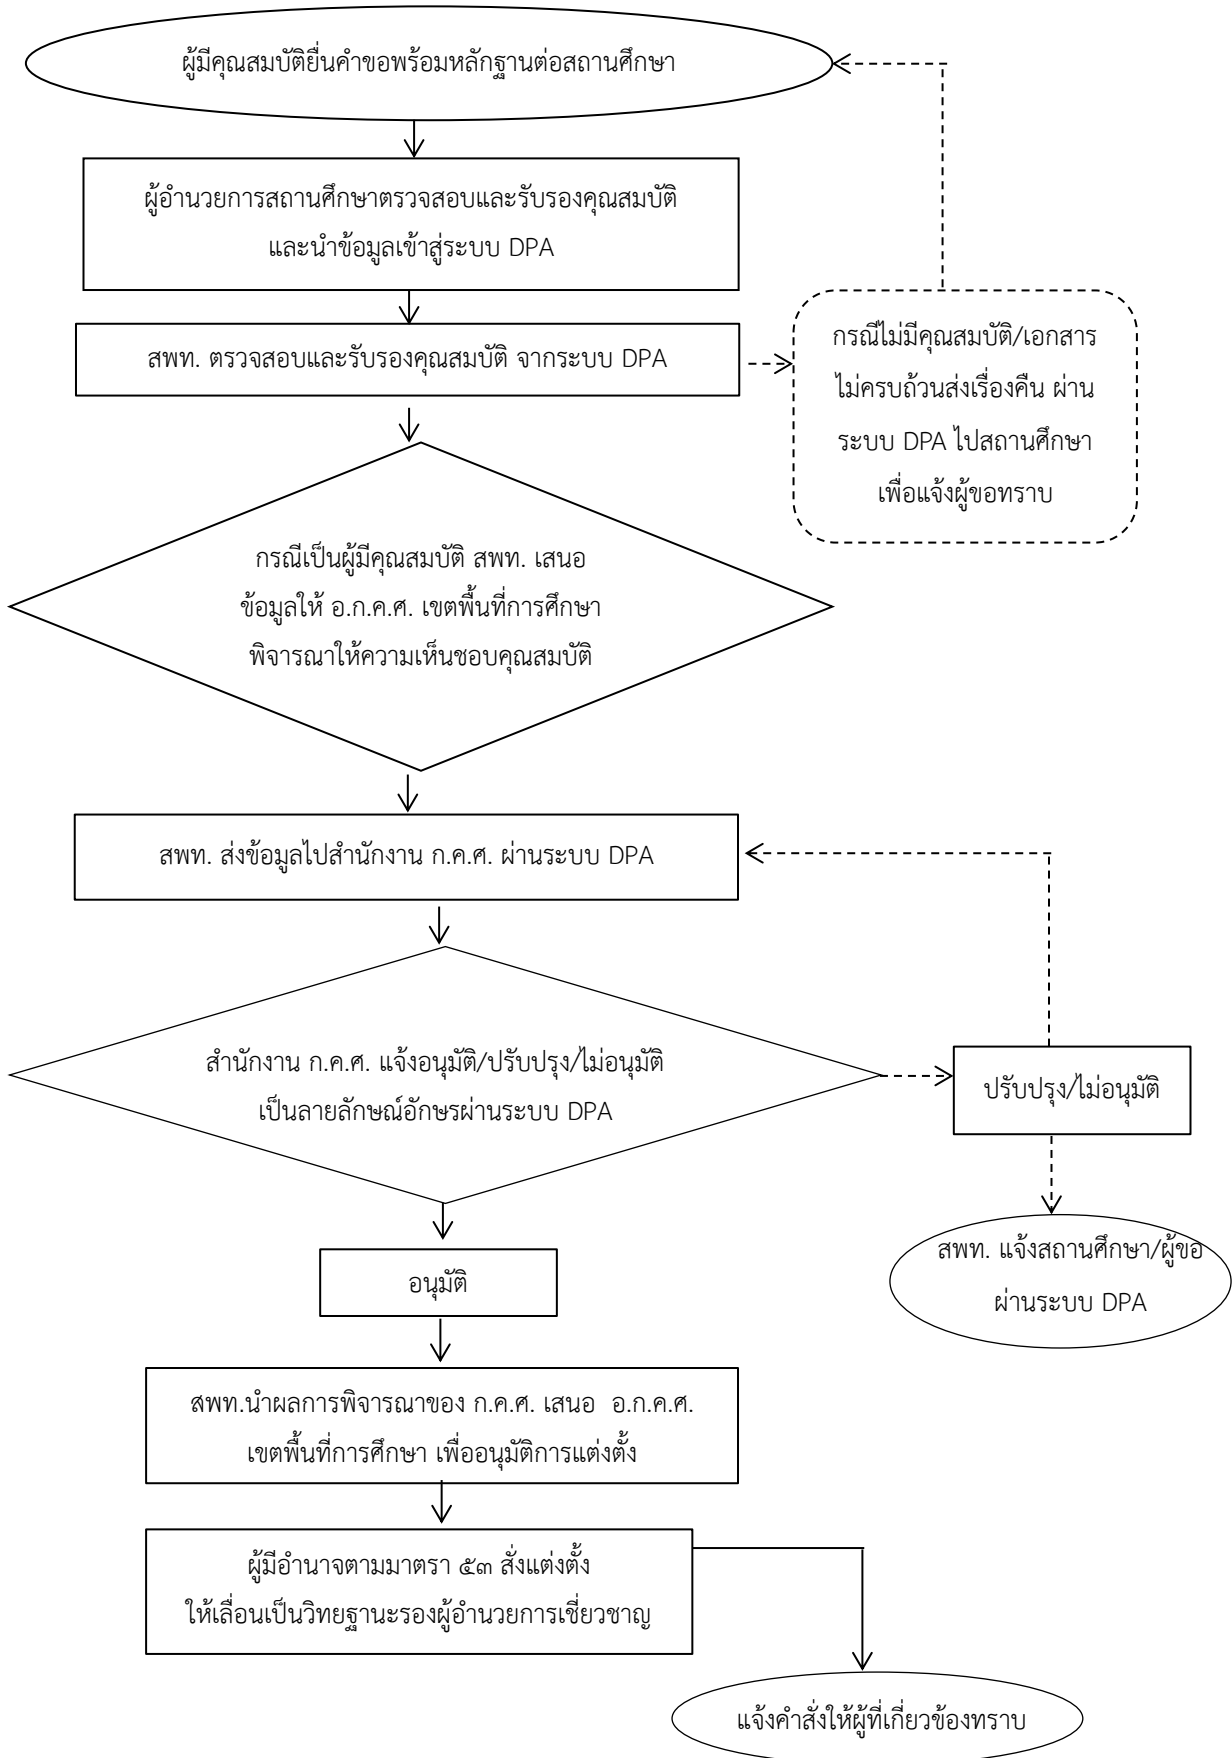 ผู้มีคุณสมบัติยื่นคำขอพร้อมหลักฐานต่อสถานศึกษา
ผู้อำนวยการสถานศึกษาตรวจสอบและรับรองคุณสมบัติ
และนำข้อมูลเข้าสู่ระบบ DPA
สพท. ตรวจสอบและรับรองคุณสมบัติ จากระบบ DPA
กรณีไม่มีคุณสมบัติ/เอกสาร
ไม่ครบถ้วนส่งเรื่องคืน ผ่าน
ระบบ DPA ไปสถานศึกษา
เพื่อแจ้งผู้ขอทราบ
กรณีเป็นผู้มีคุณสมบัติ สพท. เสนอ
ข้อมูลให้ อ.ก.ค.ศ. เขตพื้นที่การศึกษา
พิจารณาให้ความเห็นชอบคุณสมบัติ
สพท. ส่งข้อมูลไปสำนักงาน ก.ค.ศ. ผ่านระบบ DPA
สำนักงาน ก.ค.ศ. แจ้งอนุมัติ/ปรับปรุง/ไม่อนุมัติ
เป็นลายลักษณ์อักษรผ่านระบบ DPA
ปรับปรุง/ไม่อนุมัติ
สพท. แจ้งสถานศึกษา/ผู้ขอ
ผ่านระบบ DPA
อนุมัติ
สพท.นำผลการพิจารณาของ ก.ค.ศ. เสนอ อ.ก.ค.ศ.
เขตพื้นที่การศึกษา เพื่ออนุมัติการแต่งตั้ง
ผู้มีอำนาจตามมาตรา ๕๓ สั่งแต่งตั้ง
ให้เลื่อนเป็นวิทยฐานะรองผู้อำนวยการเชี่ยวชาญ
แจ้งคำสั่งให้ผู้ที่เกี่ยวข้องทราบ